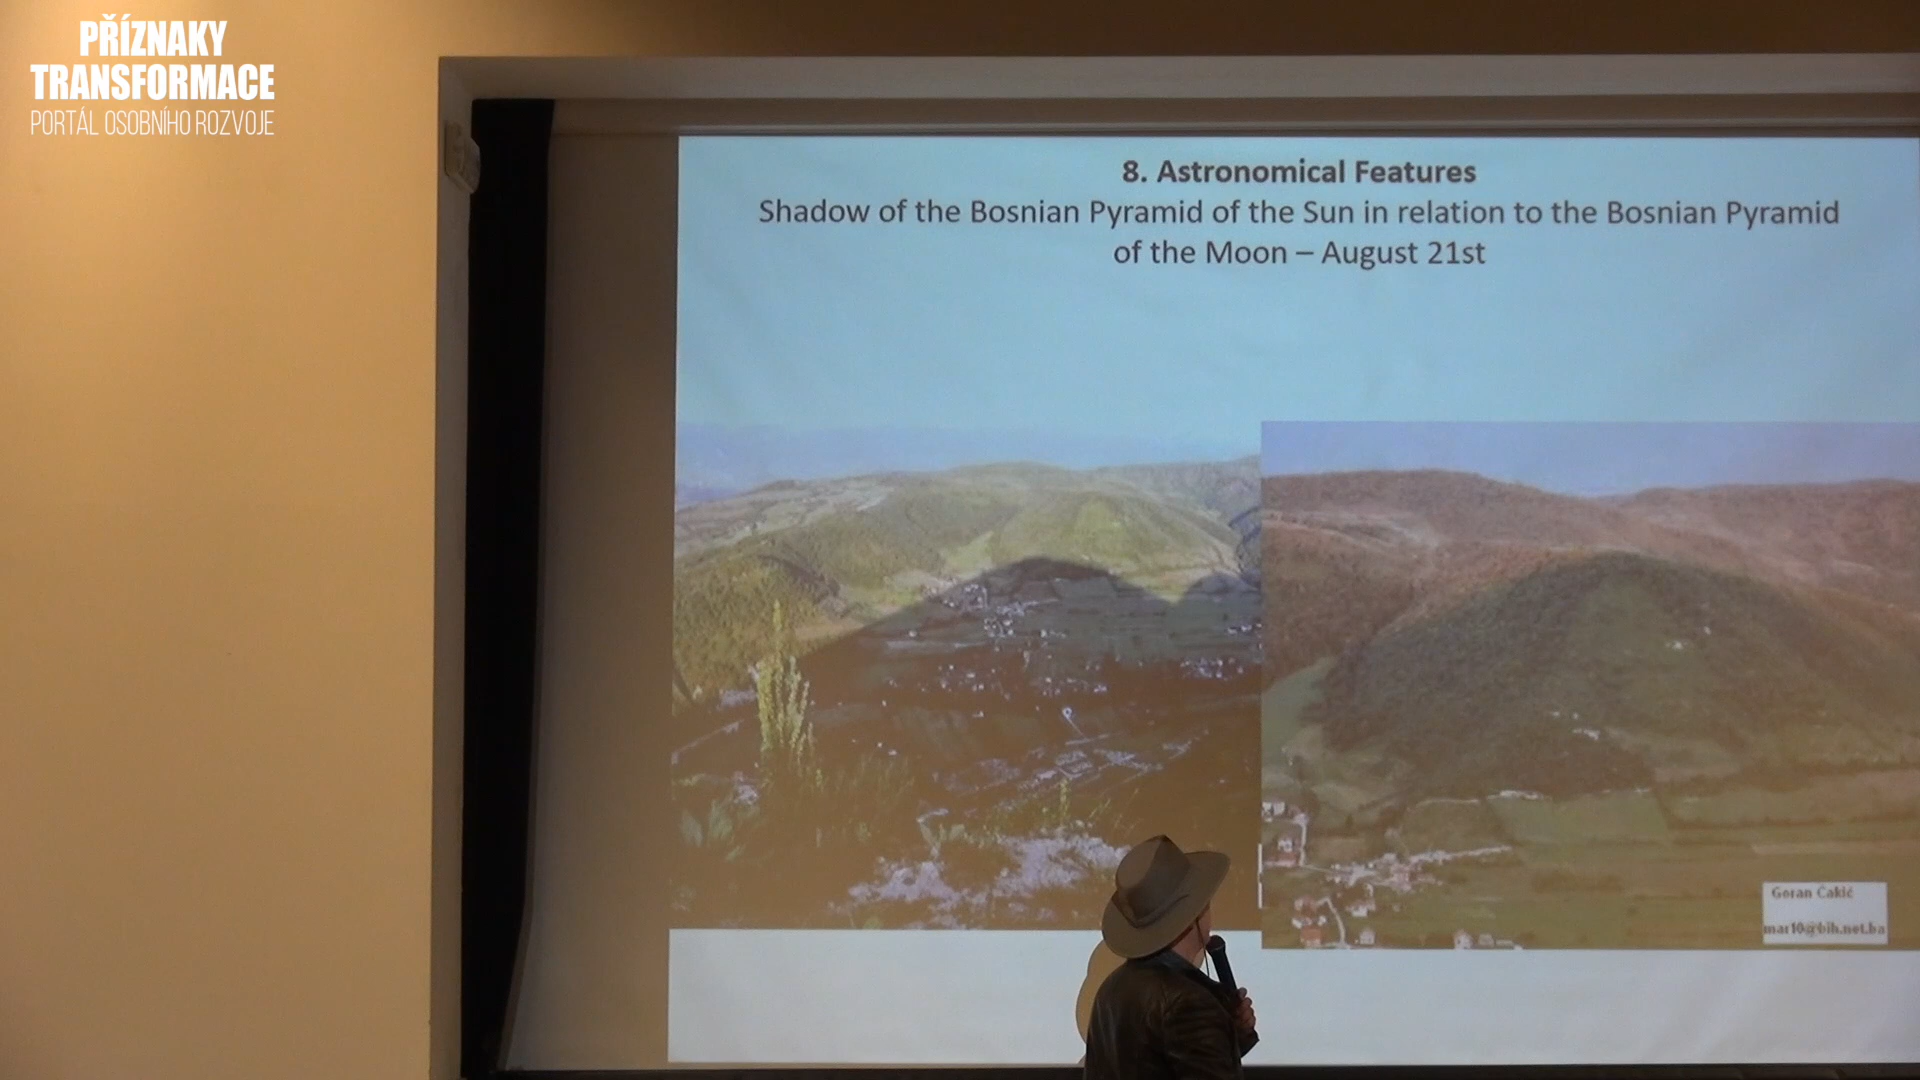 PŘÍZNAKY
TRANSFORMACE
PORTÁL OSOBNÍHO ROZVOJE
8. Astronomical Features
Shadow of the Bosnian Pyramid of the Sun in relation to the Bosnian Pyramid
of the Moon – August 21st
Goran Čakić
mar10@bih.net.ba